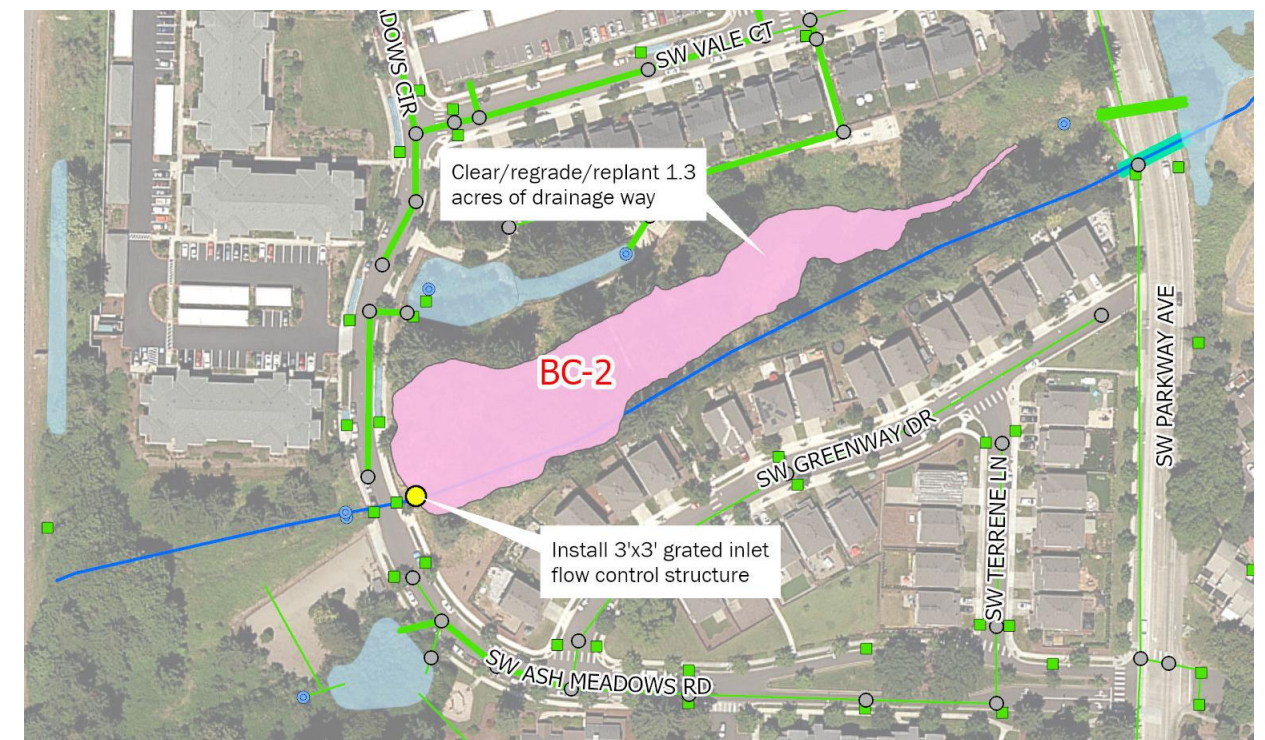 ADOWS CIR
SW VALE CT
Clear/regrade/replant 1.3
acres of drainage way
BC-2
SW PARKWAY AVE
SW GREENWAY DR
SW TERRENE LN
Install 3'x3' grated inlet
flow control structure
SW ASH MEADOWS RD